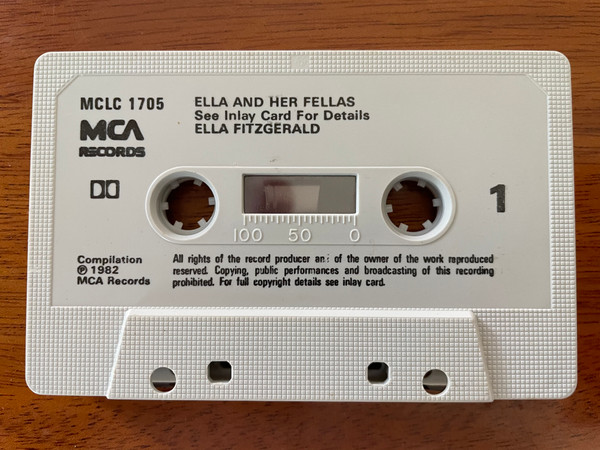 MCLC 1705
ELLA AND HER FELLAS
See Inlay Card For Details
ELLA FITZGERALD
MCA
RECORDS
1
100 50 0
Compilation
℗ 1982
MCA Records
All rights of the record producer an: of the owner of the work reproduced
reserved. Copying, public performances and broadcasting of this recording
prohibited. For full copyright details see inlay card.